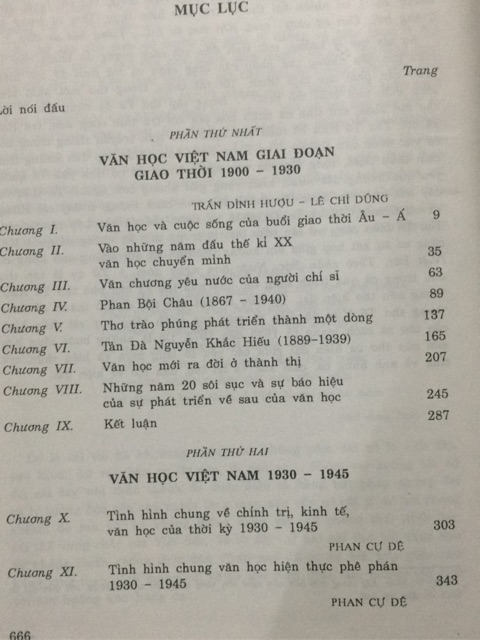 MỤC LỤC
Trang
Lời nói đầu
PHẦN THỨ NHẤT
VĂN HỌC VIỆT NAM GIAI ĐOẠN
GIAO THỜI 1900 - 1930
TRẦN ĐÌNH HƯỢU - LÊ CHÍ DŨNG
Chương I. Văn học và cuộc sống của buổi giao thời Âu - Á 9
Chương II. Vào những năm đầu thế kỉ XX
văn học chuyển mình 35
Chương III. Văn chương yêu nước của người chí sĩ 63
Chương IV. Phan Bội Châu (1867 - 1940) 89
Chương V. Thơ trào phúng phát triển thành một dòng 137
Chương VI. Tản Đà Nguyễn Khắc Hiếu (1889-1939) 165
Chương VII. Văn học mới ra đời ở thành thị 207
Chương VIII. Những năm 20 sôi sục và sự báo hiệu
của sự phát triển về sau của văn học 245
Chương IX. Kết luận 287
PHẦN THỨ HAI
VĂN HỌC VIỆT NAM 1930 - 1945
Chương X. Tình hình chung về chính trị, kinh tế,
văn học của thời kỳ 1930 - 1945 303
PHAN CỰ ĐỆ
Chương XI. Tình hình chung văn học hiện thực phê phán
1930 - 1945 343
PHAN CỰ ĐỆ
666